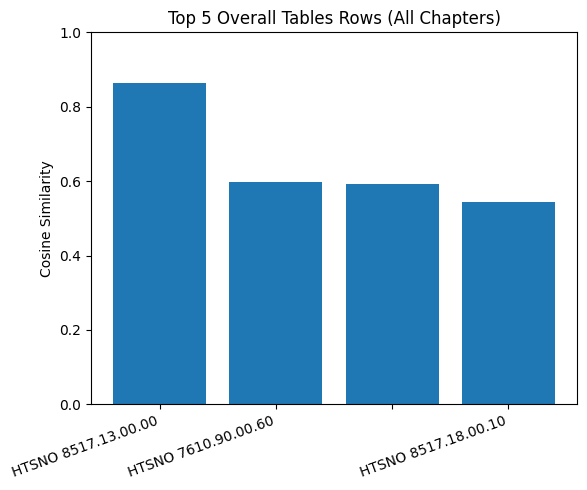 Top 5 Overall Tables Rows (All Chapters)
Cosine Similarity
1.0
0.8
0.6
0.4
0.2
0.0
HTSNO 8517.13.00.00
HTSNO 7610.90.00.60
HTSNO 8517.18.00.10